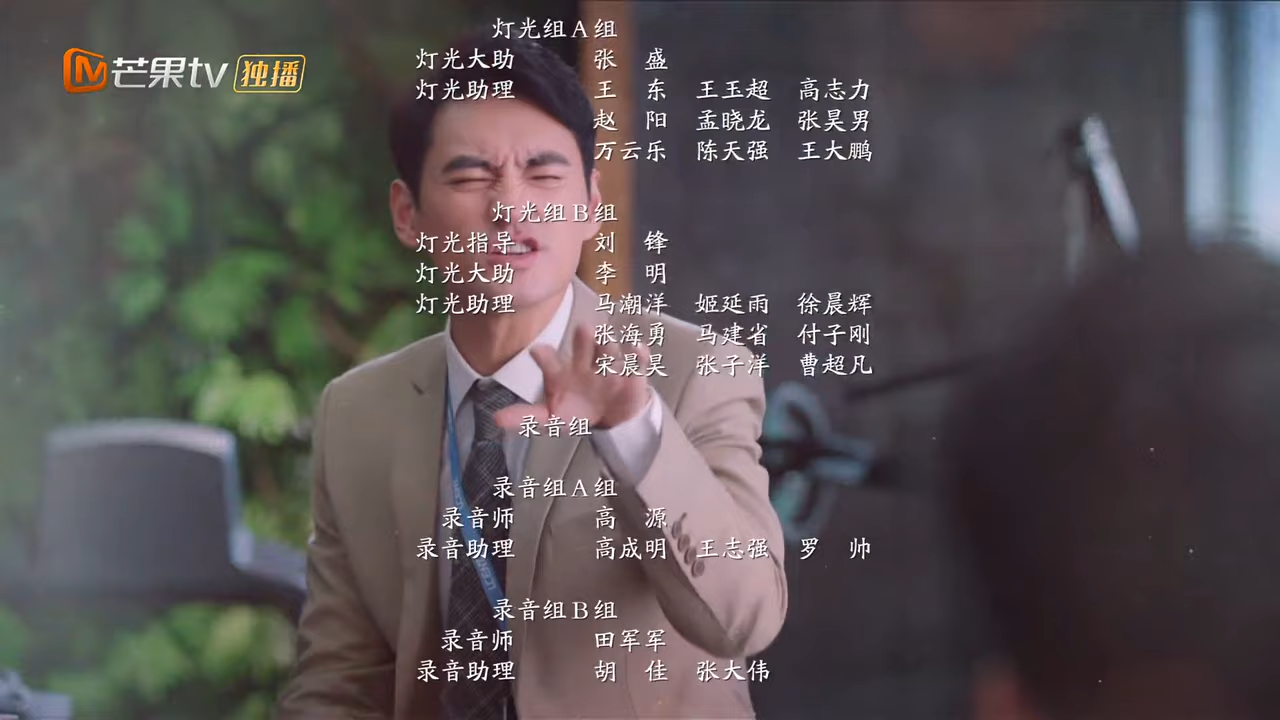 灯光组A组
芒果tv 独播
灯光大助 张 盛
灯光助理 王 东 王玉超 高志力
赵 阳 孟晓龙 张昊男
万云乐 陈天强 王大鹏
灯光组B组
灯光指导 刘 锋
灯光大助 李 明
灯光助理 马潮洋 姬延雨 徐晨辉
张海勇 马建省 付子刚
宋晨昊 张子洋 曹超凡
录音组
录音组A组
录音师 高 源
录音助理 高成明 王志强 罗 帅
录音组B组
录音师 田军军
录音助理 胡 佳 张大伟